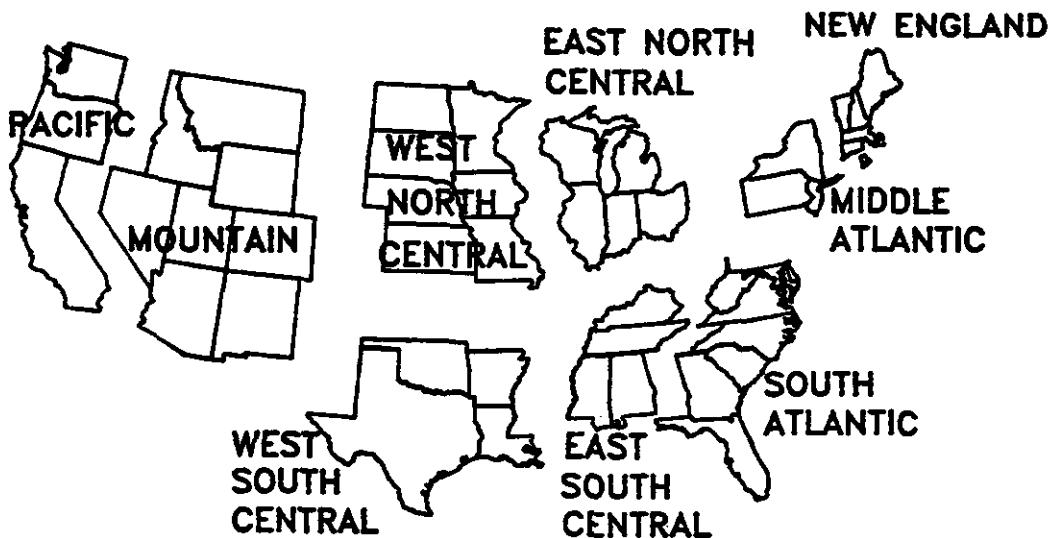 NEW ENGLAND
EAST NORTH
CENTRAL
PACIFIC
WEST
NORTH
CENTRAL
MOUNTAIN
MIDDLE
ATLANTIC
SOUTH
ATLANTIC
WEST
SOUTH
CENTRAL
EAST
SOUTH
CENTRAL